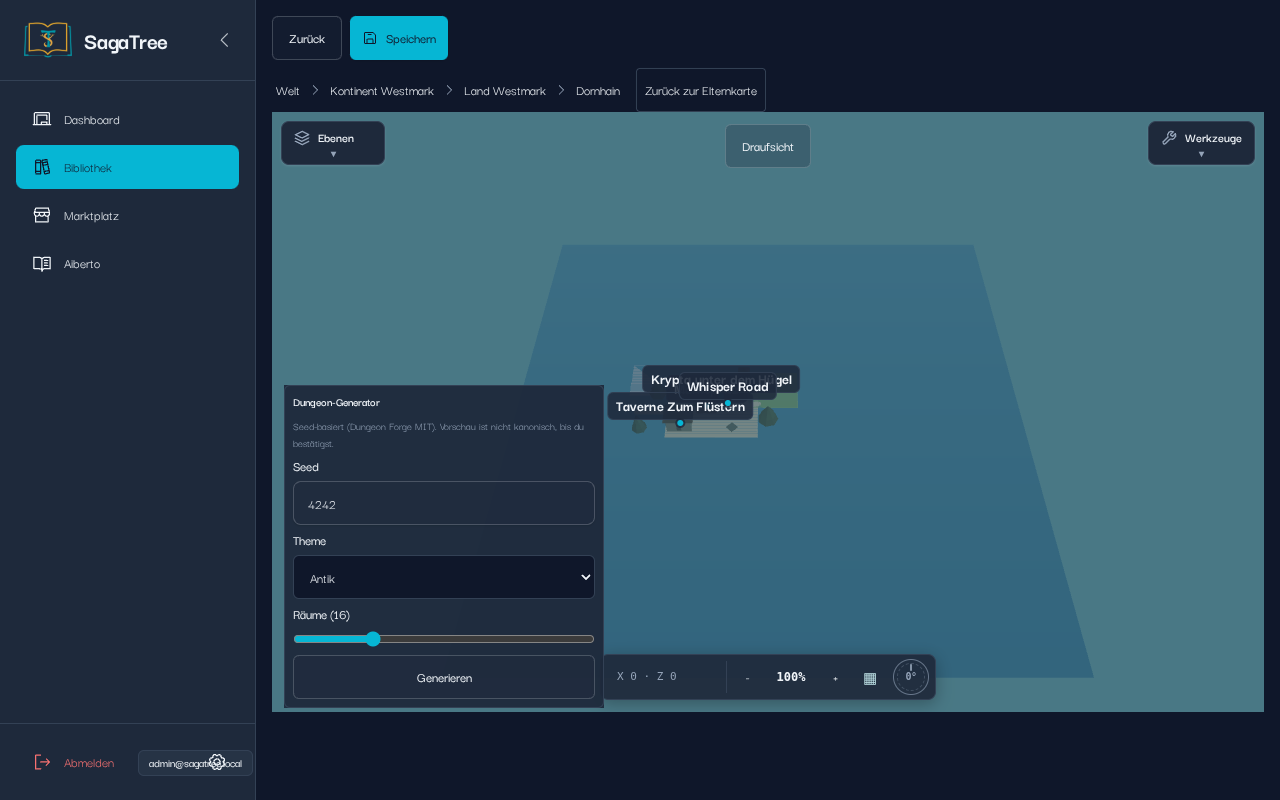 SagaTree
Dashboard
Bibliothek
Marktplatz
Alberto
Abmelden
Zurück
Speichern
Welt
Kontinent Westmark
Land Westmark
Dornhain
Zurück zur Elternkarte
Ebenen
Draufsicht
Werkzeuge
Whisper Road
Taverne Zum Flüstern
Dungeon-Generator
Seed-basiert (Dungeon Forge MIT). Vorschau ist nicht kanonisch, bis du
bestätigst.
Seed
4242
Theme
Antik
Räume (16)
Generieren
X 0 · Z 0
-
100%
+
0°